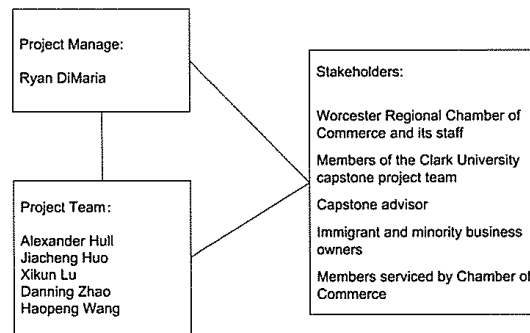 Project Manage:
Ryan DiMaria
Project Team:
Alexander Hull
Jiacheng Huo
Xikun Lu
Danning Zhao
Haopeng Wang
Stakeholders:
Worcester Regional Chamber of
Commerce and its staff
Members of the Clark University
capstone project team
Capstone advisor
Immigrant and minority business
owners
Members serviced by Chamber of
Commerce